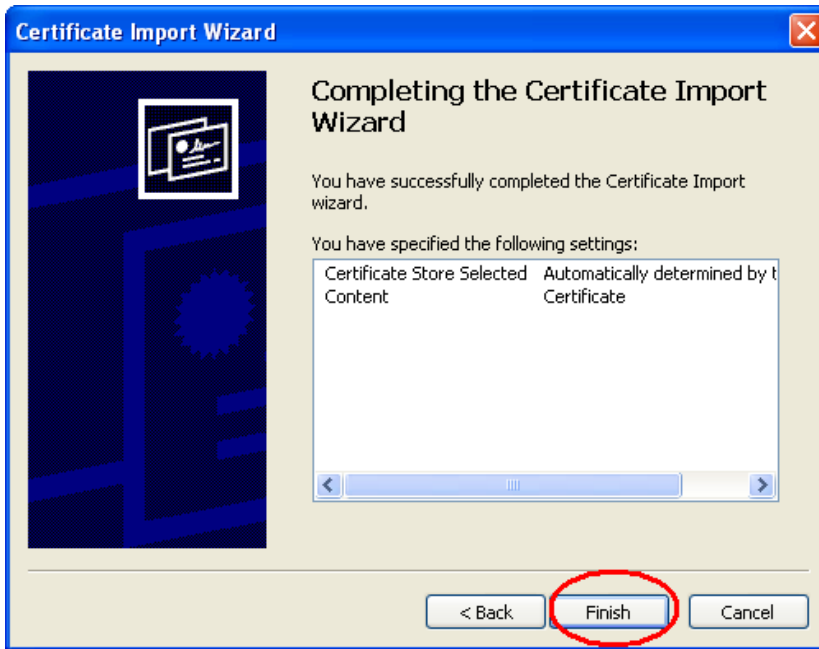 Certificate Import Wizard
Completing the Certificate Import
Wizard
You have successfully completed the Certificate Import
wizard.
You have specified the following settings:
Certificate Store Selected Automatically determined by t
Content Certificate
< Back Finish Cancel